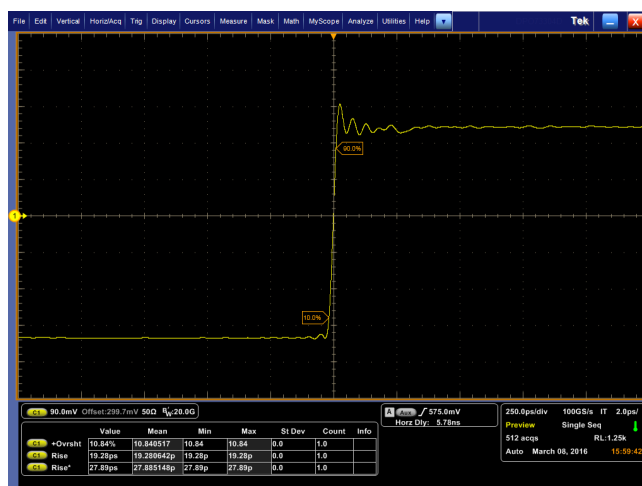 File Edit Vertical Horiz/Acq Trig Display Cursors Measure Mask Math MyScope Analyze Utilities Help Tek X
90.0%
1
10.0%
C1 90.0mV Offset:299.7mV 50Ω BW:20.0G
A Aux 575.0mV
Horz Dly: 5.78ns
250.0ps/div 100GS/s IT 2.0ps/
Preview Single Seq
512 acqs RL:1.25k
Auto March 08, 2016 15:59:42
Value Mean Min Max St Dev Count Info
C1 +Ovrsht 10.84% 10.840517 10.84 10.84 0.0 1.0
C1 Rise 19.28ps 19.280642p 19.28p 19.28p 0.0 1.0
C1 Rise* 27.89ps 27.885148p 27.89p 27.89p 0.0 1.0